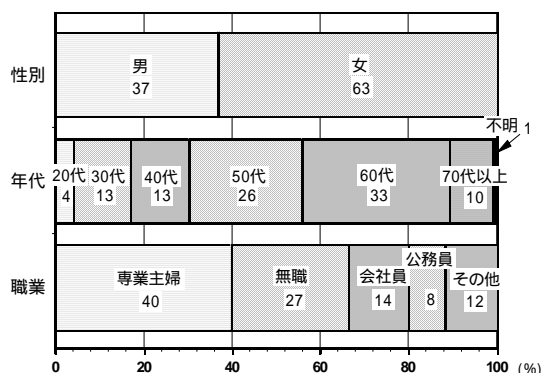 性別
男
37
女
63
不明 1
年代
20代
4
30代
13
40代
13
50代
26
60代
33
70代以上
10
職業
専業主婦
40
無職
27
会社員
14
公務員
8
その他
12
0 20 40 60 80 100 (%)